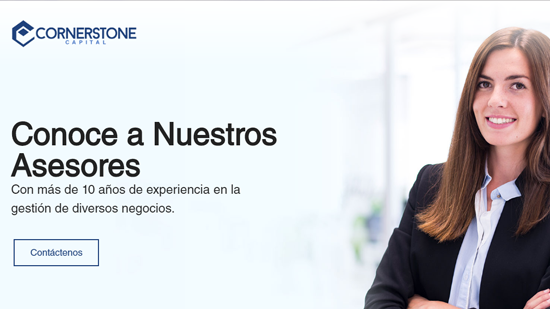 CORNERSTONE
CAPITAL
Conoce a Nuestros
Asesores
Con más de 10 años de experiencia en la
gestión de diversos negocios.
Contáctenos